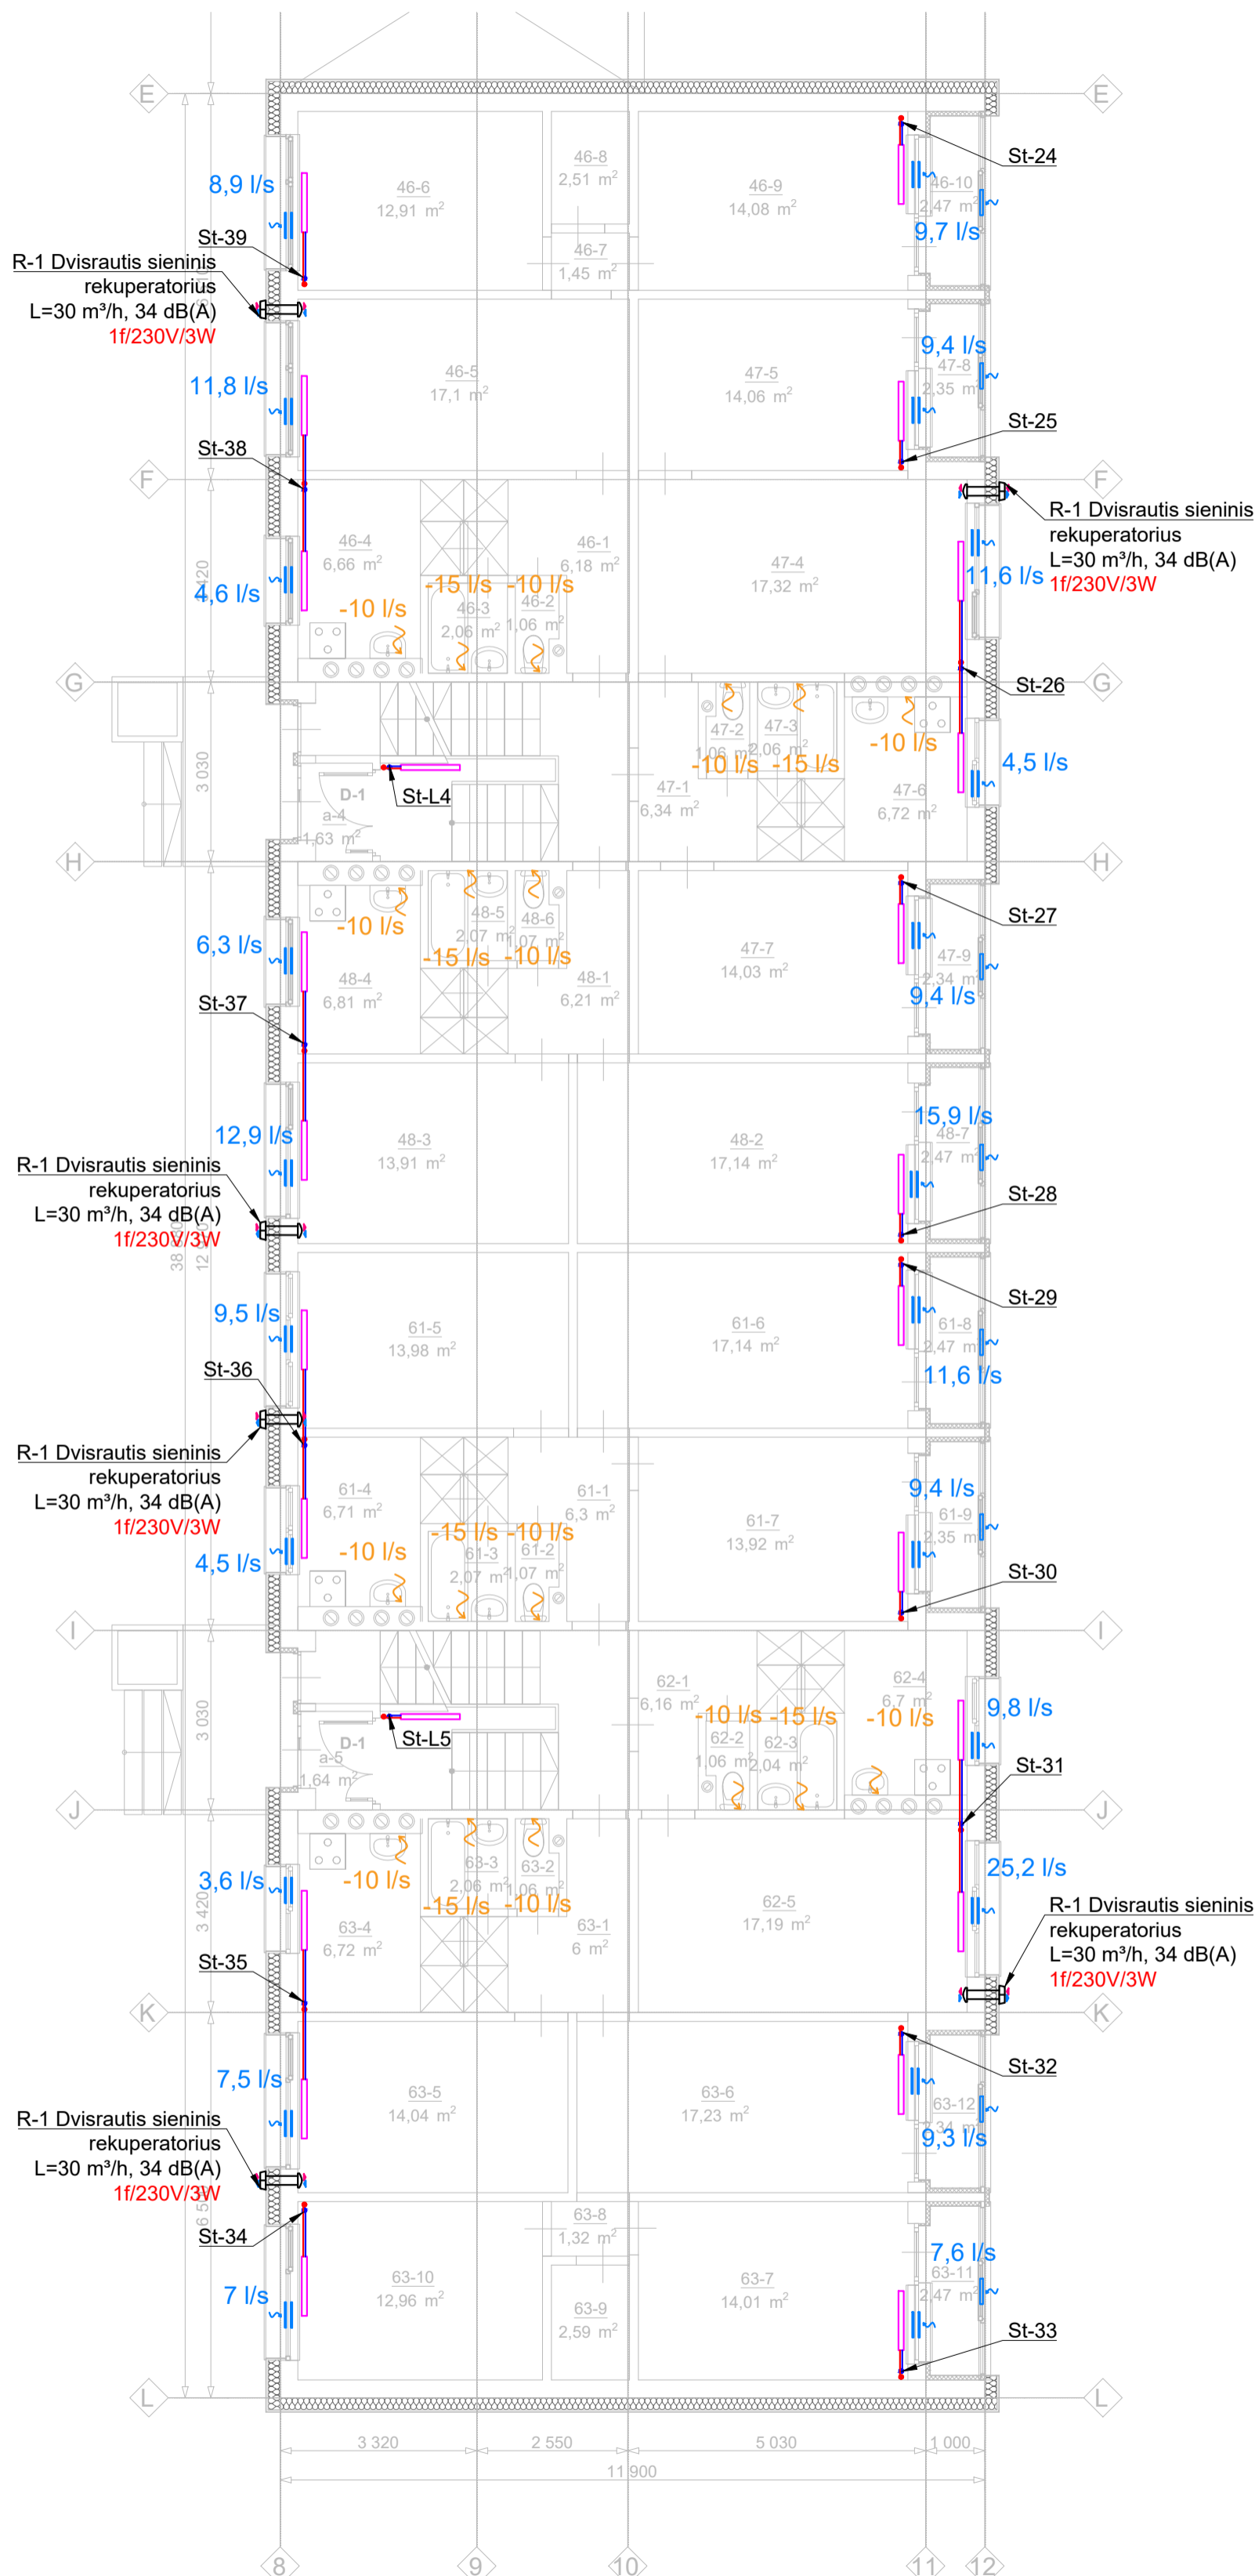 E
E
St-24
46-8
2,51 m²
46-6
12,91 m²
46-9
14,08 m²
46-10
2,47 m²
8,9 l/s
9,7 l/s
St-39
46-7
1,45 m²
R-1 Dvisrautis sieninis
rekuperatorius
L=30 m³/h, 34 dB(A)
1f/230V/3W
9,4 l/s
47-8
2,35 m²
46-5
17,1 m²
47-5
14,06 m²
11,8 l/s
St-25
St-38
F
F
R-1 Dvisrautis sieninis
rekuperatorius
L=30 m³/h, 34 dB(A)
1f/230V/3W
46-4
6,66 m²
46-1
6,18 m²
47-4
17,32 m²
11,6 l/s
4,6 l/s
-15 l/s
-10 l/s
46-3
2,06 m²
46-2
1,06 m²
-10 l/s
G
G
St-26
47-2
1,06 m²
47-3
2,06 m²
-10 l/s
-10 l/s
-15 l/s
4,5 l/s
3 030
D-1
St-L4
a-4
1,63 m²
47-1
6,34 m²
47-6
6,72 m²
H
H
St-27
-10 l/s
48-5
2,07 m²
48-6
1,07 m²
-15 l/s
-10 l/s
6,3 l/s
47-7
14,03 m²
47-9
2,34 m²
9,4 l/s
48-4
6,81 m²
48-1
6,21 m²
St-37
15,9 l/s
12,9 l/s
48-3
13,91 m²
48-2
17,14 m²
48-7
2,47 m²
R-1 Dvisrautis sieninis
rekuperatorius
L=30 m³/h, 34 dB(A)
1f/230V/3W
St-28
St-29
9,5 l/s
61-5
13,98 m²
61-6
17,14 m²
61-8
2,47 m²
11,6 l/s
St-36
R-1 Dvisrautis sieninis
rekuperatorius
L=30 m³/h, 34 dB(A)
1f/230V/3W
61-4
6,71 m²
61-1
6,3 m²
61-7
13,92 m²
9,4 l/s
61-9
2,35 m
-15 l/s
-10 l/s
61-3
2,07 m²
61-2
1,07 m²
-10 l/s
4,5 l/s
St-30
I
I
62-1
6,16 m²
62-4
6,7 m²
-10 l/s
-15 l/s
-10 l/s
9,8 l/s
3 030
D-1
St-L5
a-5
1,64 m²
62-2
1,06 m²
62-3
2,04 m²
St-31
J
J
3,6 l/s
-10 l/s
63-3
2,06 m²
63-2
1,06 m²
-15 l/s
-10 l/s
25,2 l/s
3 420
63-4
6,72 m²
63-1
6 m²
62-5
17,19 m²
R-1 Dvisrautis sieninis
rekuperatorius
L=30 m³/h, 34 dB(A)
1f/230V/3W
St-35
K
K
St-32
7,5 l/s
63-5
14,04 m²
63-6
17,23 m²
63-12
2,34 m²
9,3 l/s
R-1 Dvisrautis sieninis
rekuperatorius
L=30 m³/h, 34 dB(A)
1f/230V/3W
St-34
63-8
1,32 m²
7,6 l/s
63-11
2,47 m²
7 l/s
63-10
12,96 m²
63-7
14,01 m²
63-9
2,59 m²
St-33
L
L
3 320
2 550
5 030
1 000
11 900
8
9
10
11
12